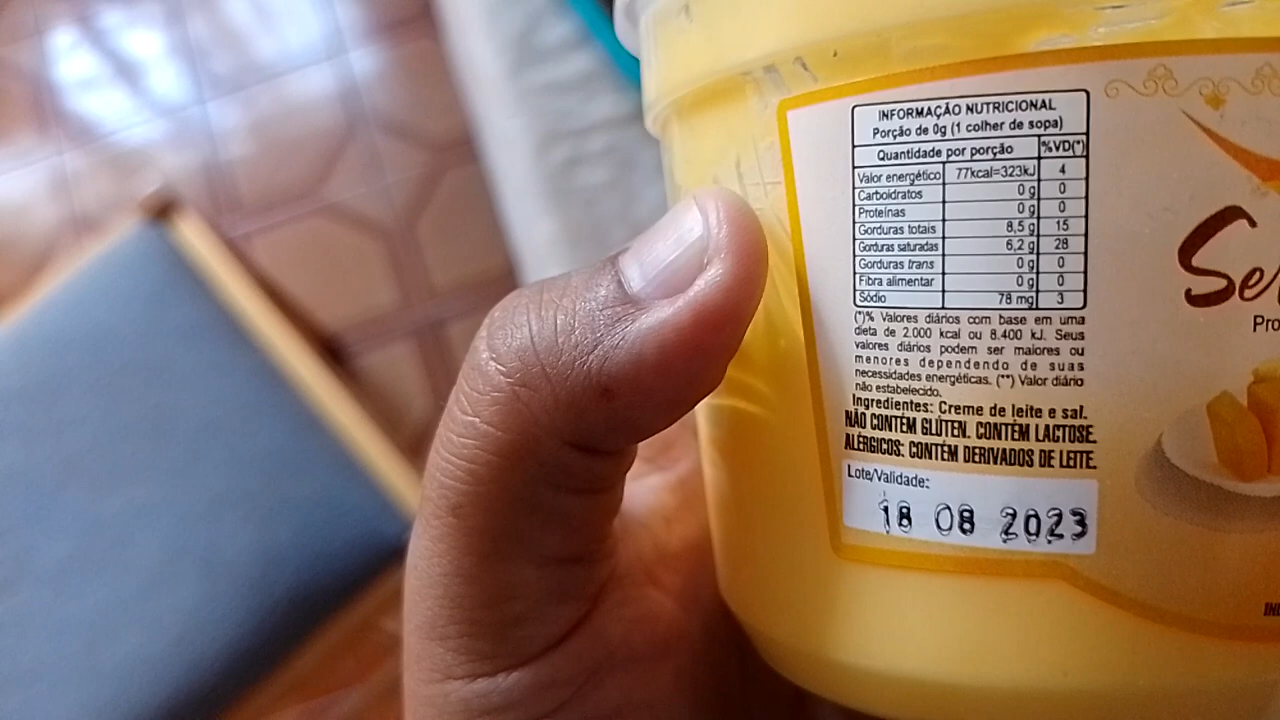 INFORMAÇÃO NUTRICIONAL
Porção de 0g (1 colher de sopa)
Quantidade por porção %VD(*)
Valor energético 77kcal=323kJ 4
Carboidratos 0 g 0
Proteínas 0 g 0
Gorduras totais 8,5 g 15
Gorduras saturadas 6,2 g 28
Gorduras trans 0 g 0
Fibra alimentar 0 g 0
Sódio 78 mg 3
(*)% Valores diários com base em uma
dieta de 2.000 kcal ou 8.400 kJ. Seus
valores diários podem ser maiores ou
menores dependendo de suas
necessidades energéticas. (**) Valor diário
não estabelecido.
Ingredientes: Creme de leite e sal.
NÃO CONTÉM GLÚTEN. CONTÉM LACTOSE.
ALÉRGICOS: CONTÉM DERIVADOS DE LEITE.
Lote/Validade:
18 08 2023